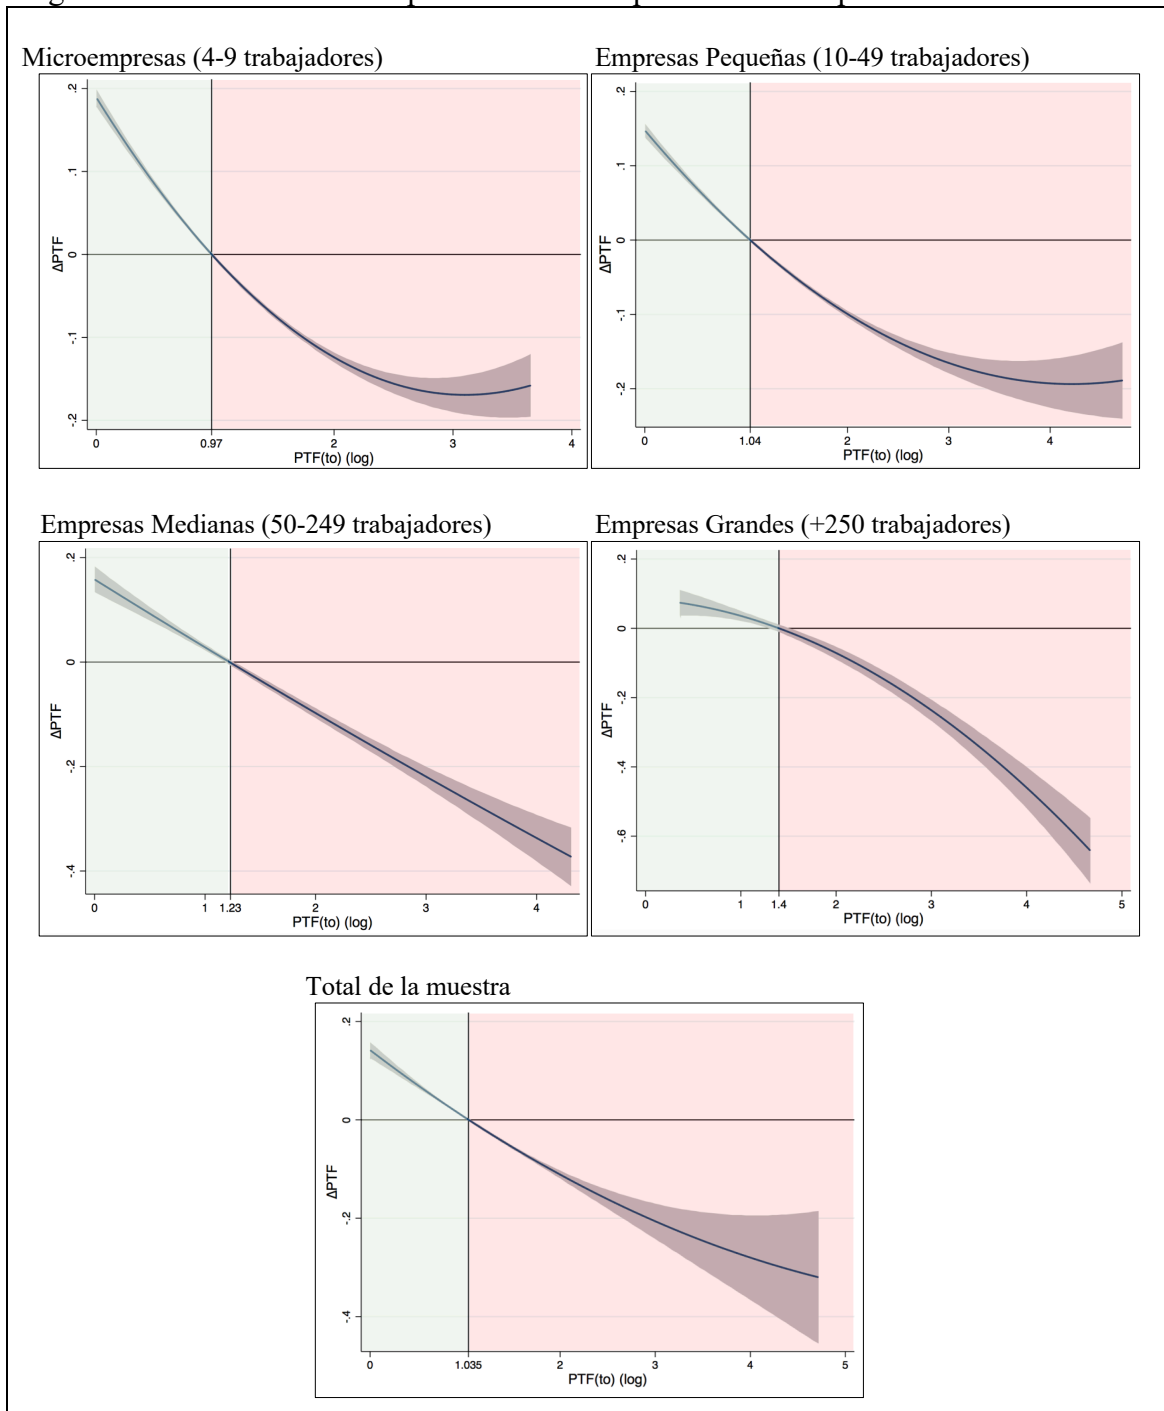 Microempresas (4-9 trabajadores)
.2
.1
0
-.1
-.2
ΔPTF
0 0.97 2 3 4
PTF(to) (log)
Empresas Pequeñas (10-49 trabajadores)
.2
.1
0
-.1
-.2
ΔPTF
0 1.04 2 3 4
PTF(to) (log)
Empresas Medianas (50-249 trabajadores)
.2
0
-.2
-.4
ΔPTF
0 1 1.23 2 3 4
PTF(to) (log)
Empresas Grandes (+250 trabajadores)
.2
0
-.2
-.4
-.6
ΔPTF
0 1 1.4 2 3 4 5
PTF(to) (log)
Total de la muestra
.2
0
-.2
-.4
ΔPTF
0 1.035 2 3 4 5
PTF(to) (log)